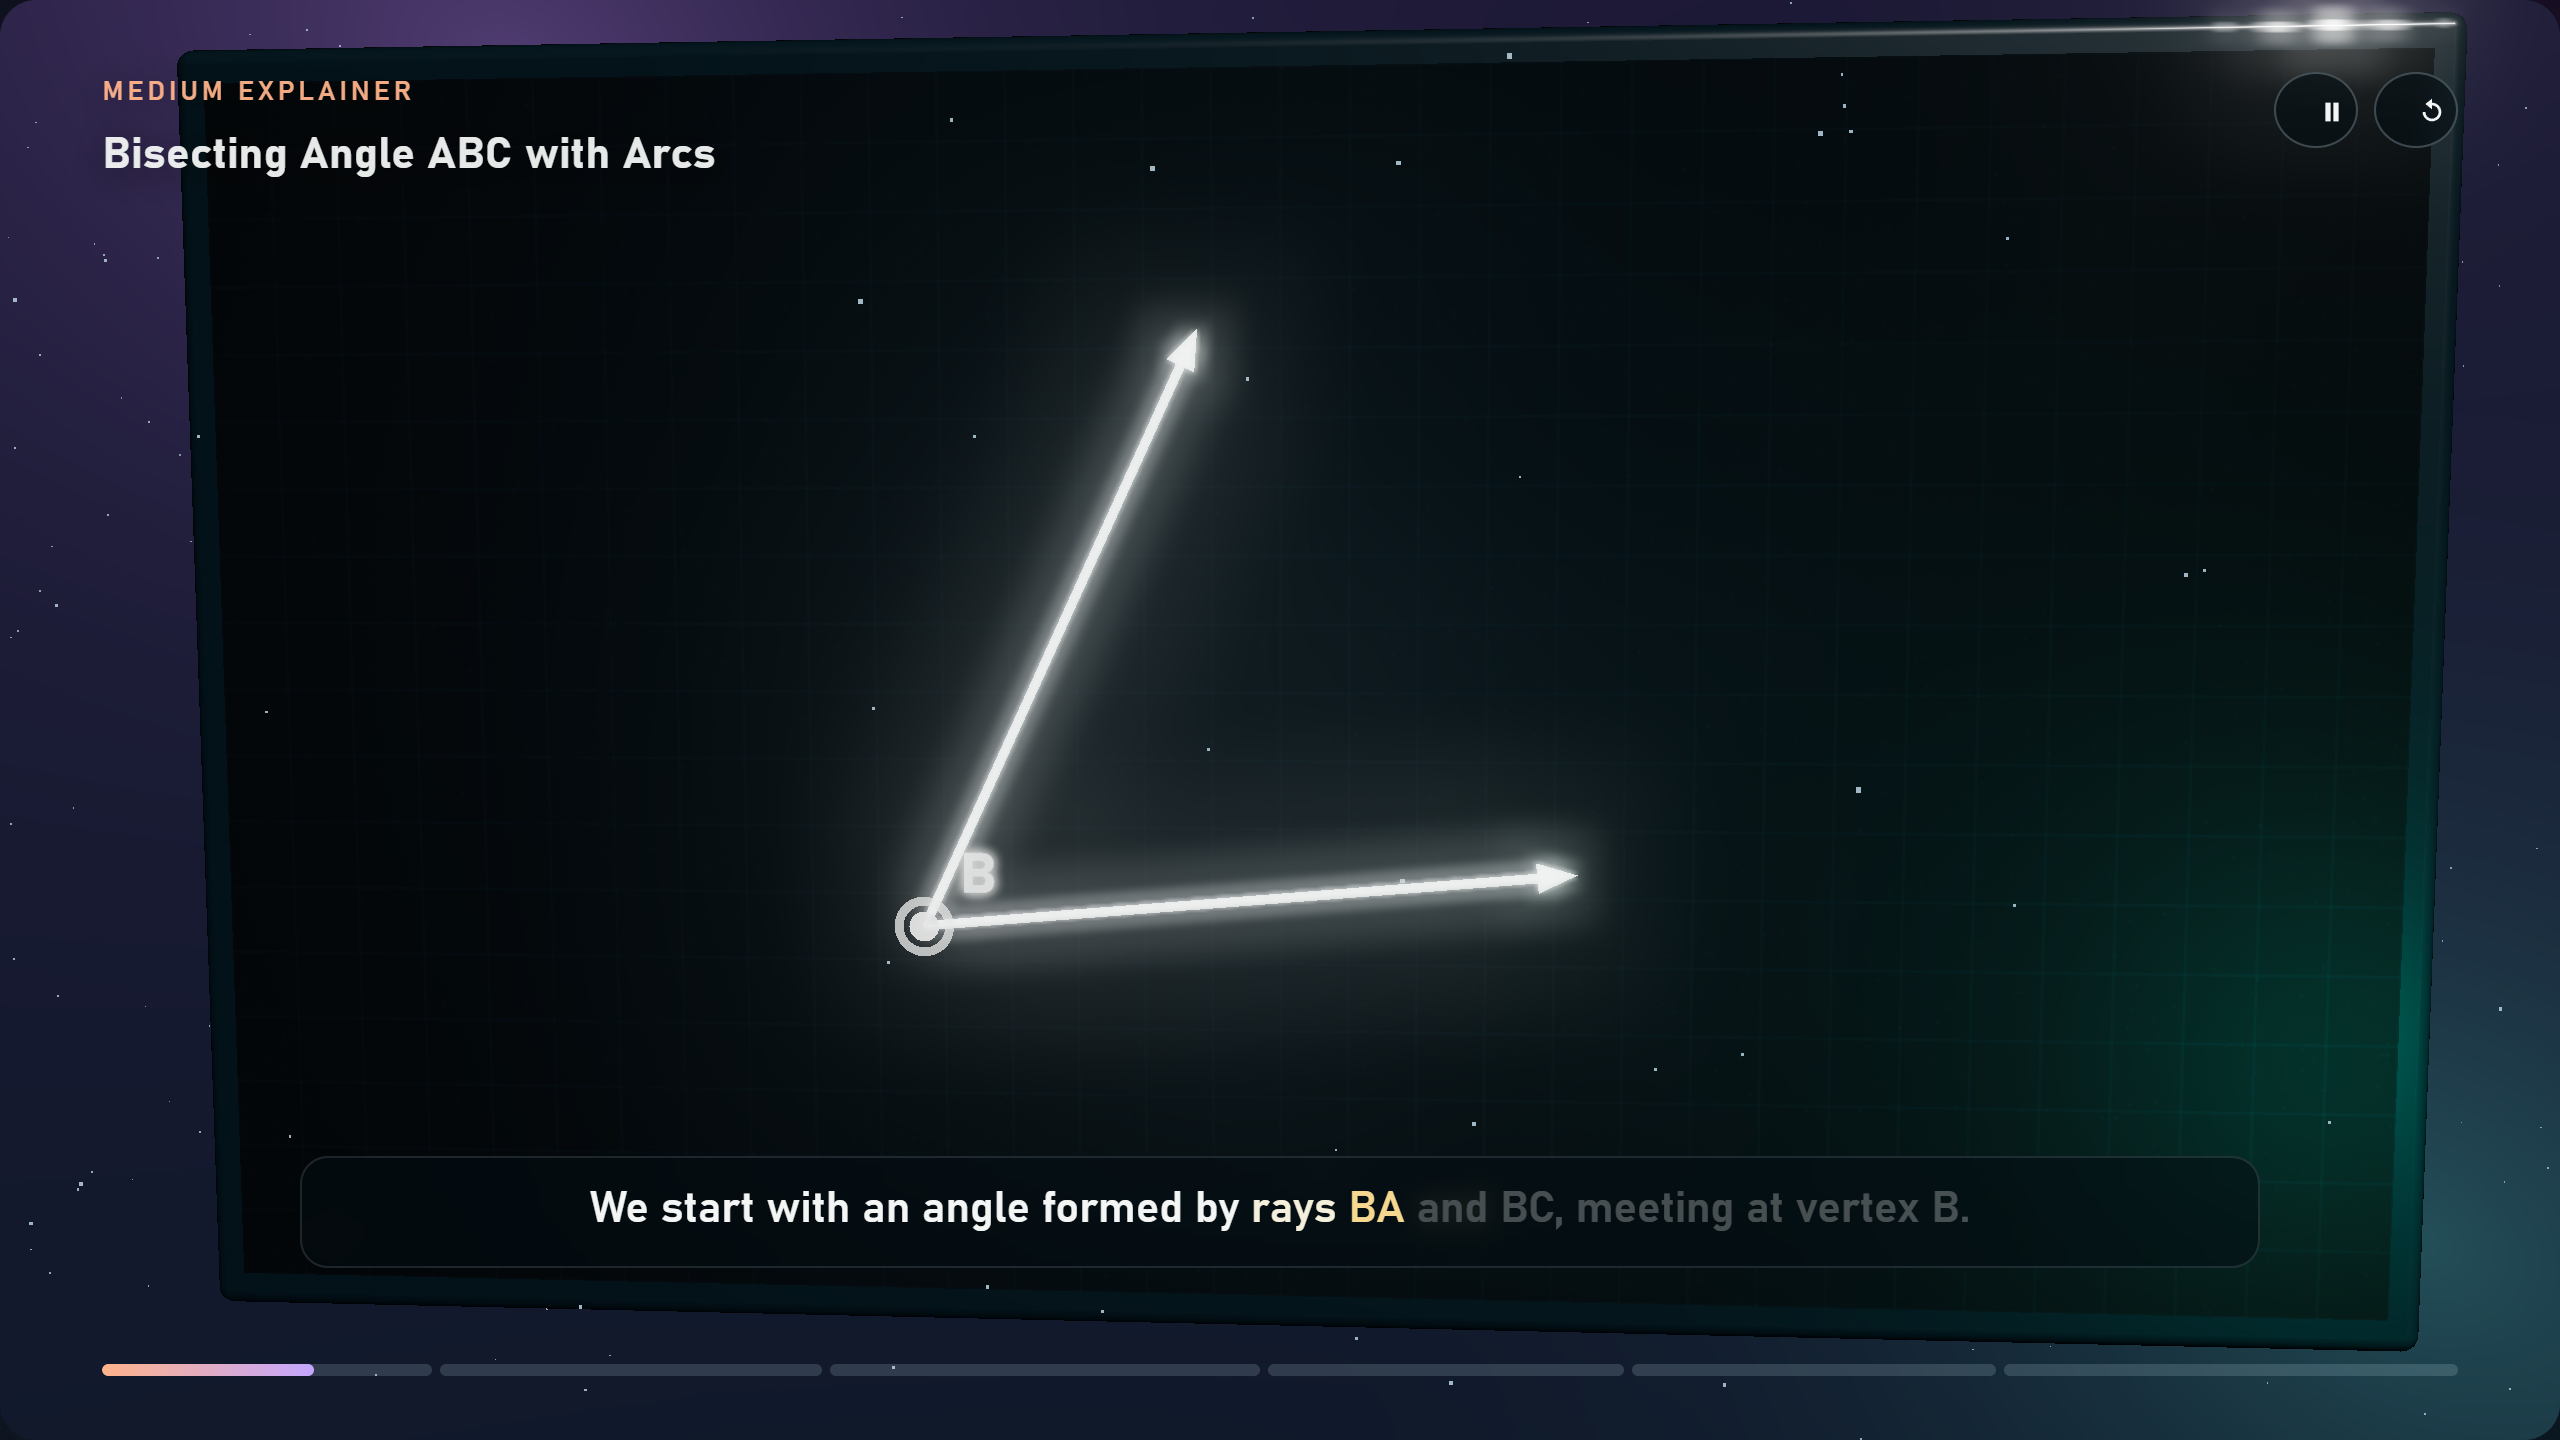 MEDIUM EXPLAINER
Bisecting Angle ABC with Arcs
B
We start with an angle formed by rays BA and BC, meeting at vertex B.